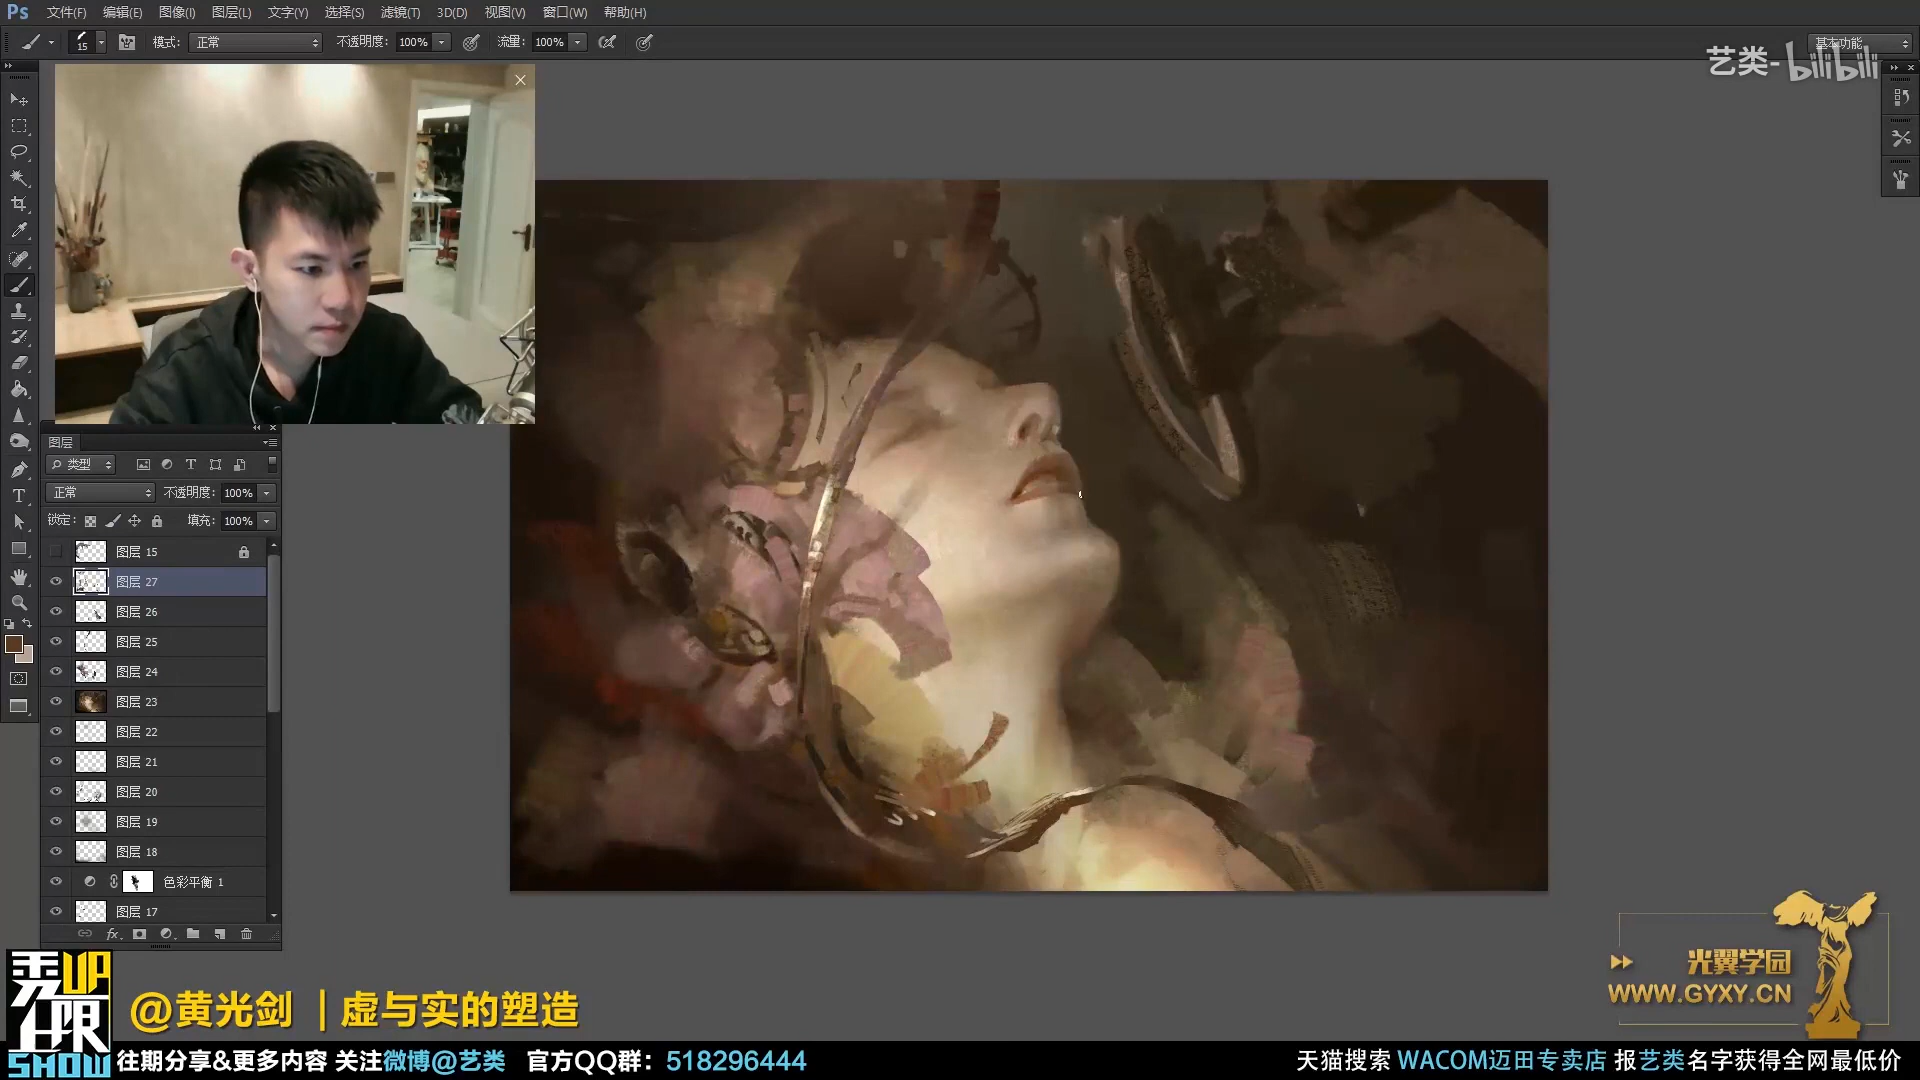 Ps 文件(F) 编辑(E) 图像(I) 图层(L) 文字(Y) 选择(S) 滤镜(T) 3D(D) 视图(V) 窗口(W) 帮助(H)
15 模式: 正常 不透明度: 100% 流量: 100% 基本功能
艺类-bilibili
图层
类型
正常 不透明度: 100%
锁定: 填充: 100%
图层 15
图层 27
图层 26
图层 25
图层 24
图层 23
图层 22
图层 21
图层 20
图层 19
图层 18
色彩平衡 1
图层 17
光翼学园
WWW.GYXY.CN
UP
HR
SHOW
@黄光剑 | 虚与实的塑造
往期分享&更多内容 关注微博@艺类 官方QQ群: 518296444
天猫搜索 WACOM迈田专卖店 报艺类名字获得全网最低价